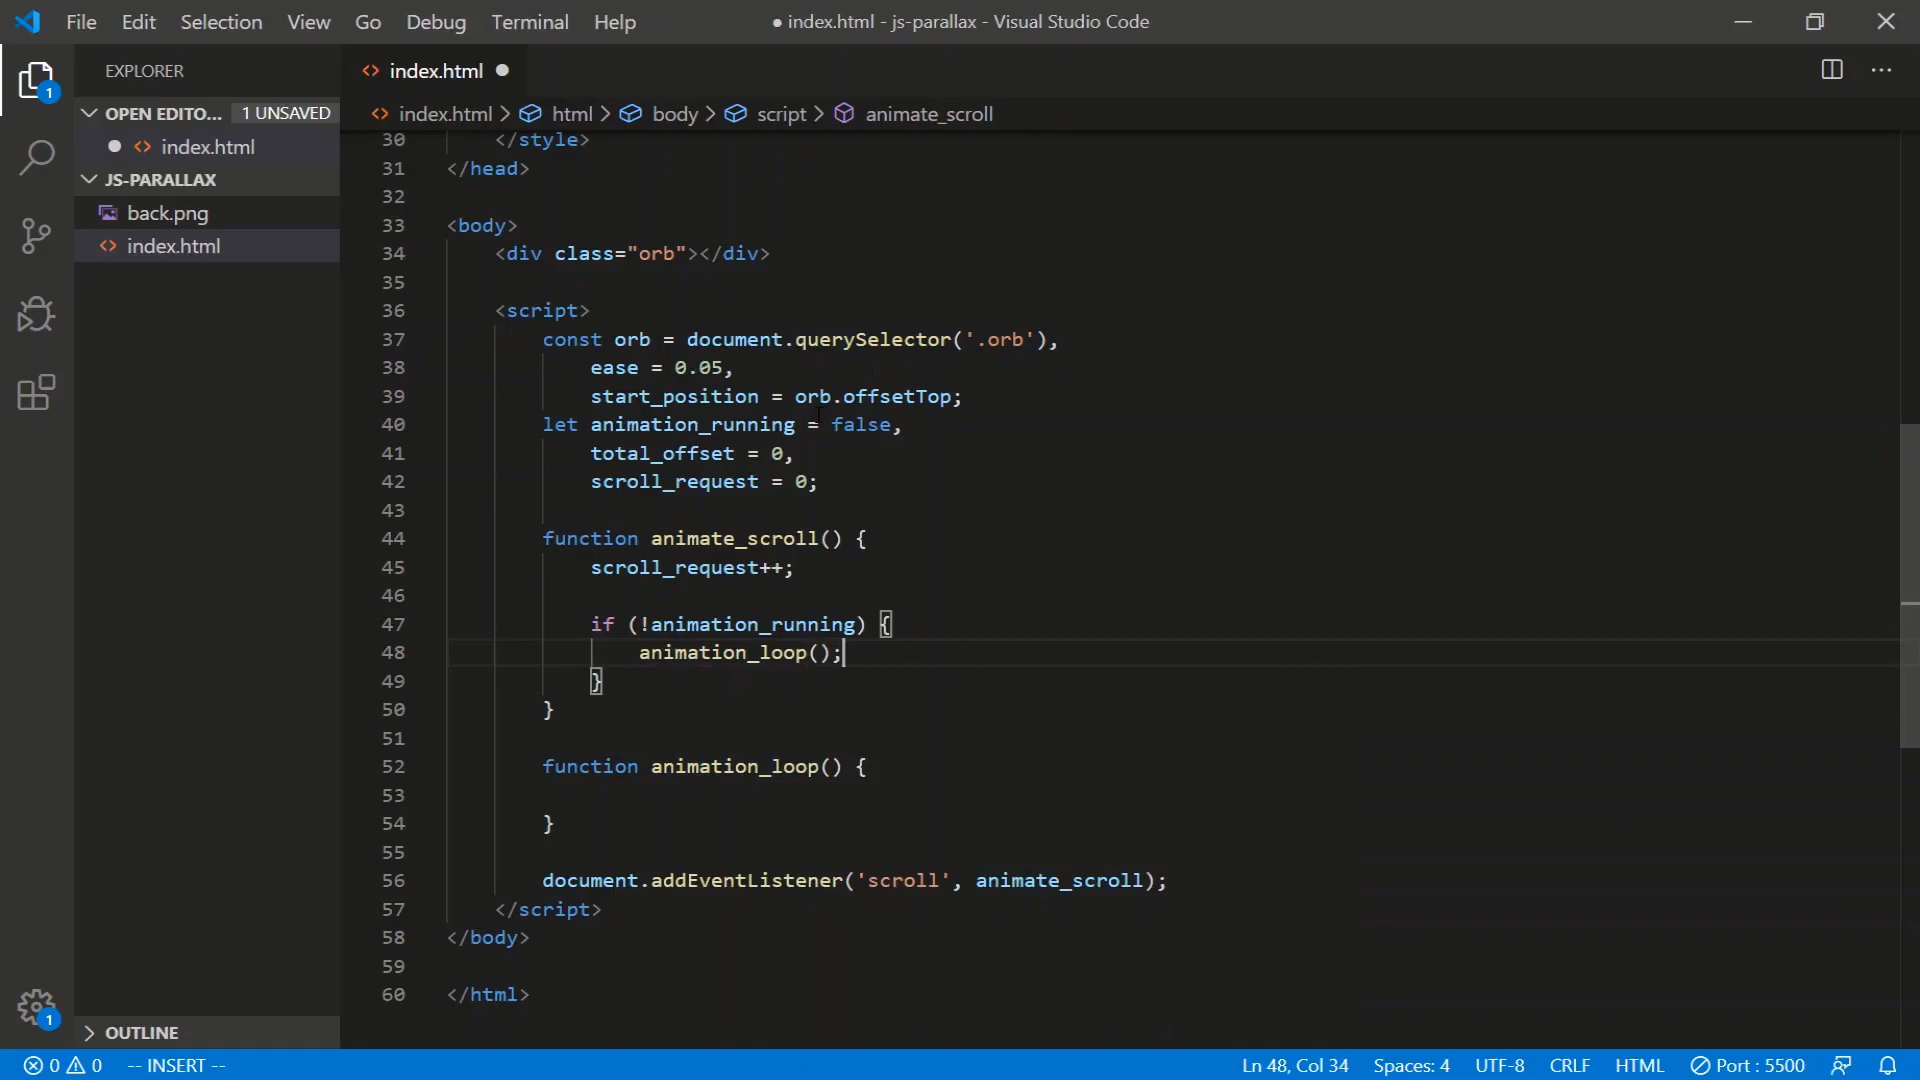 File Edit Selection View Go Debug Terminal Help ● index.html - js-parallax - Visual Studio Code
EXPLORER
OPEN EDITO... 1 UNSAVED
index.html
JS-PARALLAX
back.png
index.html
OUTLINE
1
1
index.html
index.html > html > body > script > animate_scroll
30 </style>
31 </head>
32
33 <body>
34 <div class="orb"></div>
35
36 <script>
37 const orb = document.querySelector('.orb'),
38 ease = 0.05,
39 start_position = orb.offsetTop;
40 let animation_running = false,
41 total_offset = 0,
42 scroll_request = 0;
43
44 function animate_scroll() {
45 scroll_request++;
46
47 if (!animation_running) {
48 animation_loop();
49 }
50 }
51
52 function animation_loop() {
53
54 }
55
56 document.addEventListener('scroll', animate_scroll);
57 </script>
58 </body>
59
60 </html>
0 0 -- INSERT -- Ln 48, Col 34 Spaces: 4 UTF-8 CRLF HTML Port : 5500